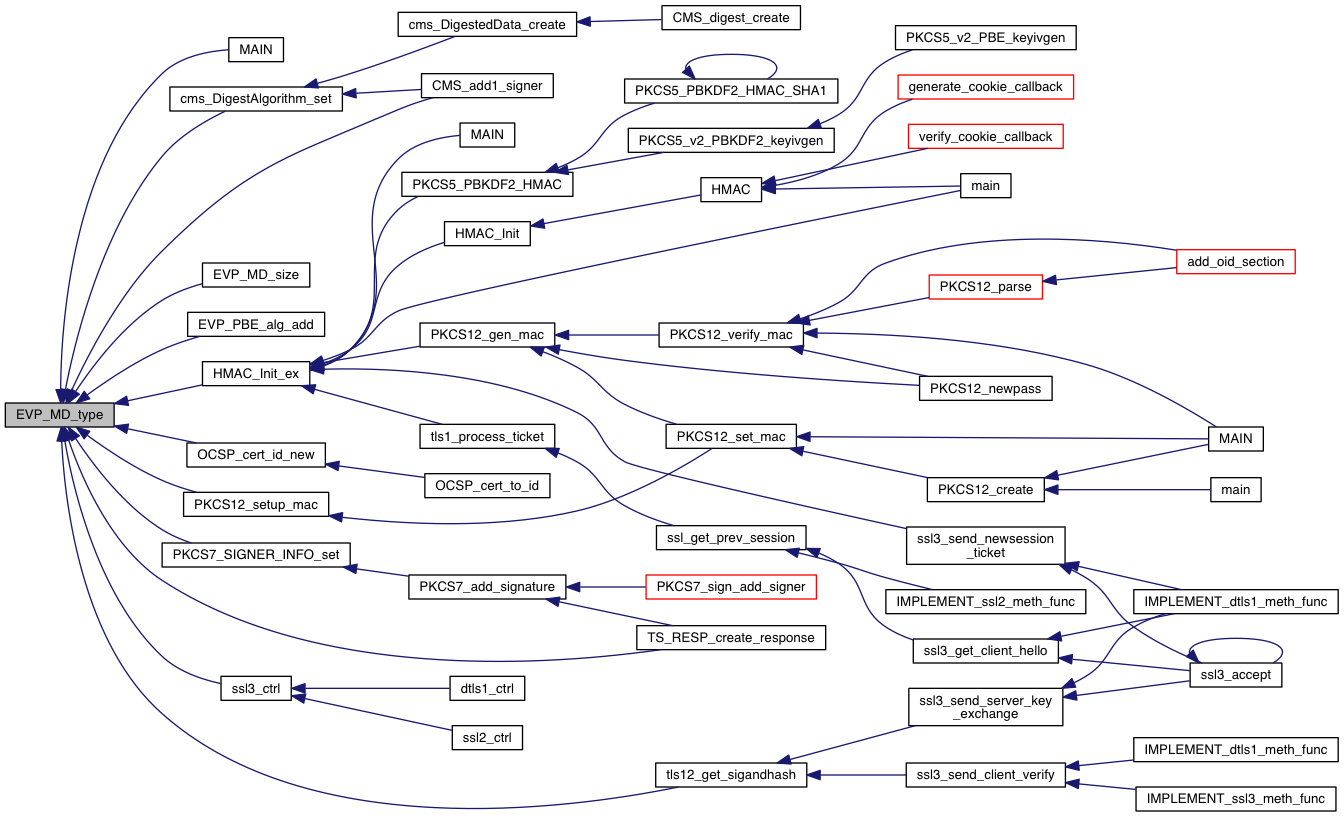 cms_DigestedData_create
CMS_digest_create
MAIN
PKCS5_v2_PBE_keyivgen
cms_DigestAlgorithm_set
CMS_add1_signer
PKCS5_PBKDF2_HMAC_SHA1
generate_cookie_callback
MAIN
PKCS5_v2_PBKDF2_keyivgen
verify_cookie_callback
PKCS5_PBKDF2_HMAC
HMAC
main
HMAC_Init
EVP_MD_size
add_oid_section
PKCS12_parse
EVP_PBE_alg_add
PKCS12_gen_mac
PKCS12_verify_mac
HMAC_Init_ex
PKCS12_newpass
EVP_MD_type
tls1_process_ticket
PKCS12_set_mac
MAIN
OCSP_cert_id_new
OCSP_cert_to_id
PKCS12_create
main
PKCS12_setup_mac
ssl_get_prev_session
ssl3_send_newsession
_ticket
PKCS7_SIGNER_INFO_set
PKCS7_add_signature
PKCS7_sign_add_signer
IMPLEMENT_ssl2_meth_func
IMPLEMENT_dtls1_meth_func
TS_RESP_create_response
ssl3_get_client_hello
ssl3_accept
ssl3_ctrl
dtls1_ctrl
ssl3_send_server_key
_exchange
ssl2_ctrl
IMPLEMENT_dtls1_meth_func
tls12_get_sigandhash
ssl3_send_client_verify
IMPLEMENT_ssl3_meth_func